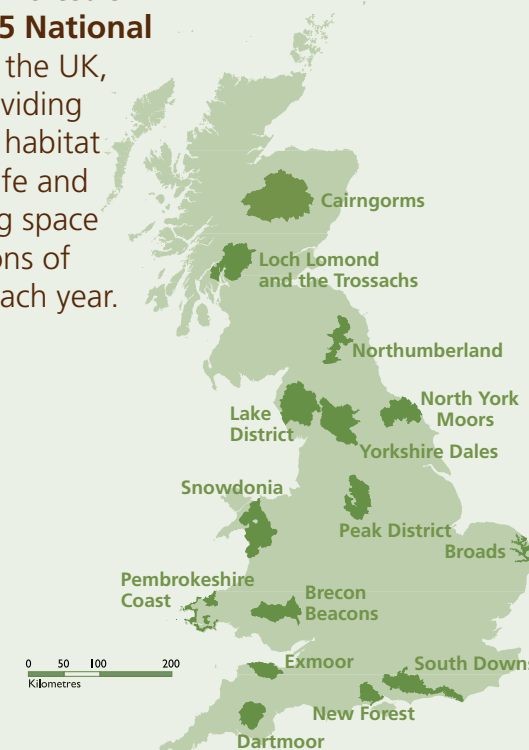 5 National
the UK,
viding
habitat
fe and
g space
ns of
ach year.
Cairngorms
Loch Lomond
and the Trossachs
Northumberland
North York
Moors
Lake
District
Yorkshire Dales
Snowdonia
Peak District
Broads
Pembrokeshire
Coast
Brecon
Beacons
Exmoor
South Downs
New Forest
Dartmoor
0 50 100 200
Kilometres